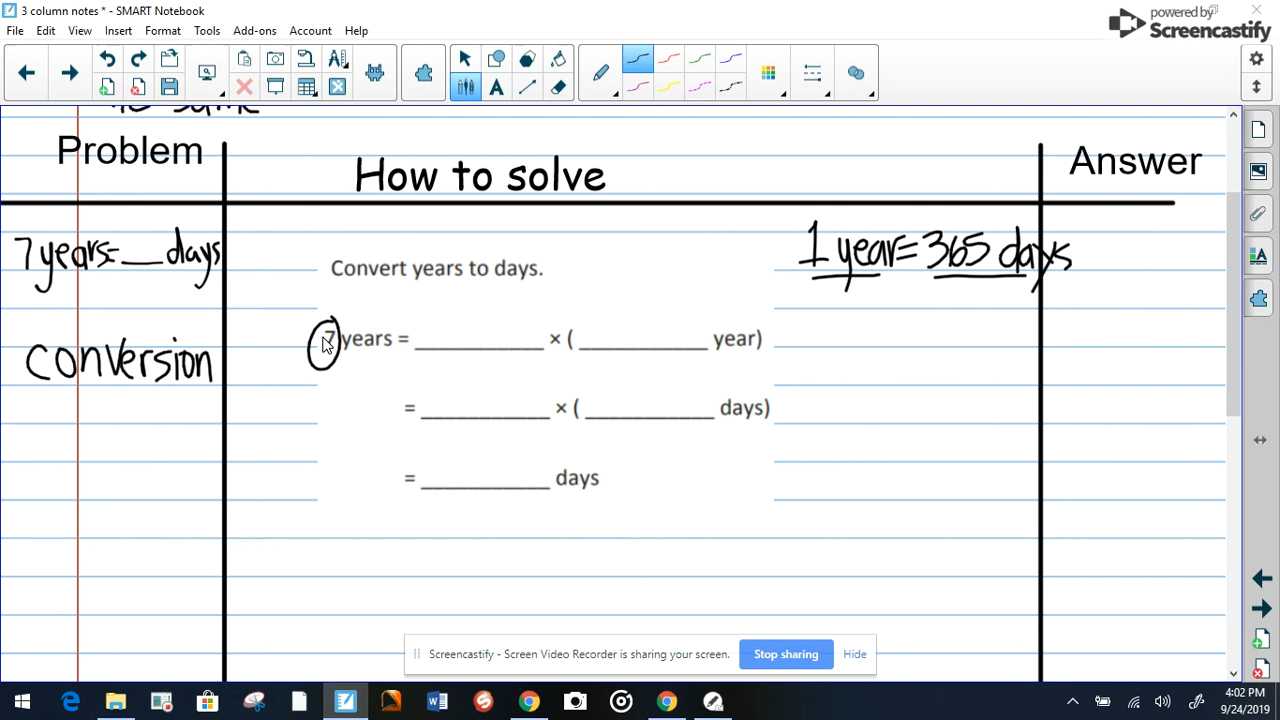 3 column notes * - SMART Notebook
powered by
Screencastify
File Edit View Insert Format Tools Add-ons Account Help
same
Problem
How to solve
Answer
7 years= __ days
1 year= 365 days
Convert years to days.
7 years = ___________ × ( ___________ year)
conversion
= ___________ × ( ___________ days)
= ___________ days
Screencastify - Screen Video Recorder is sharing your screen. Stop sharing Hide
4:02 PM
9/24/2019